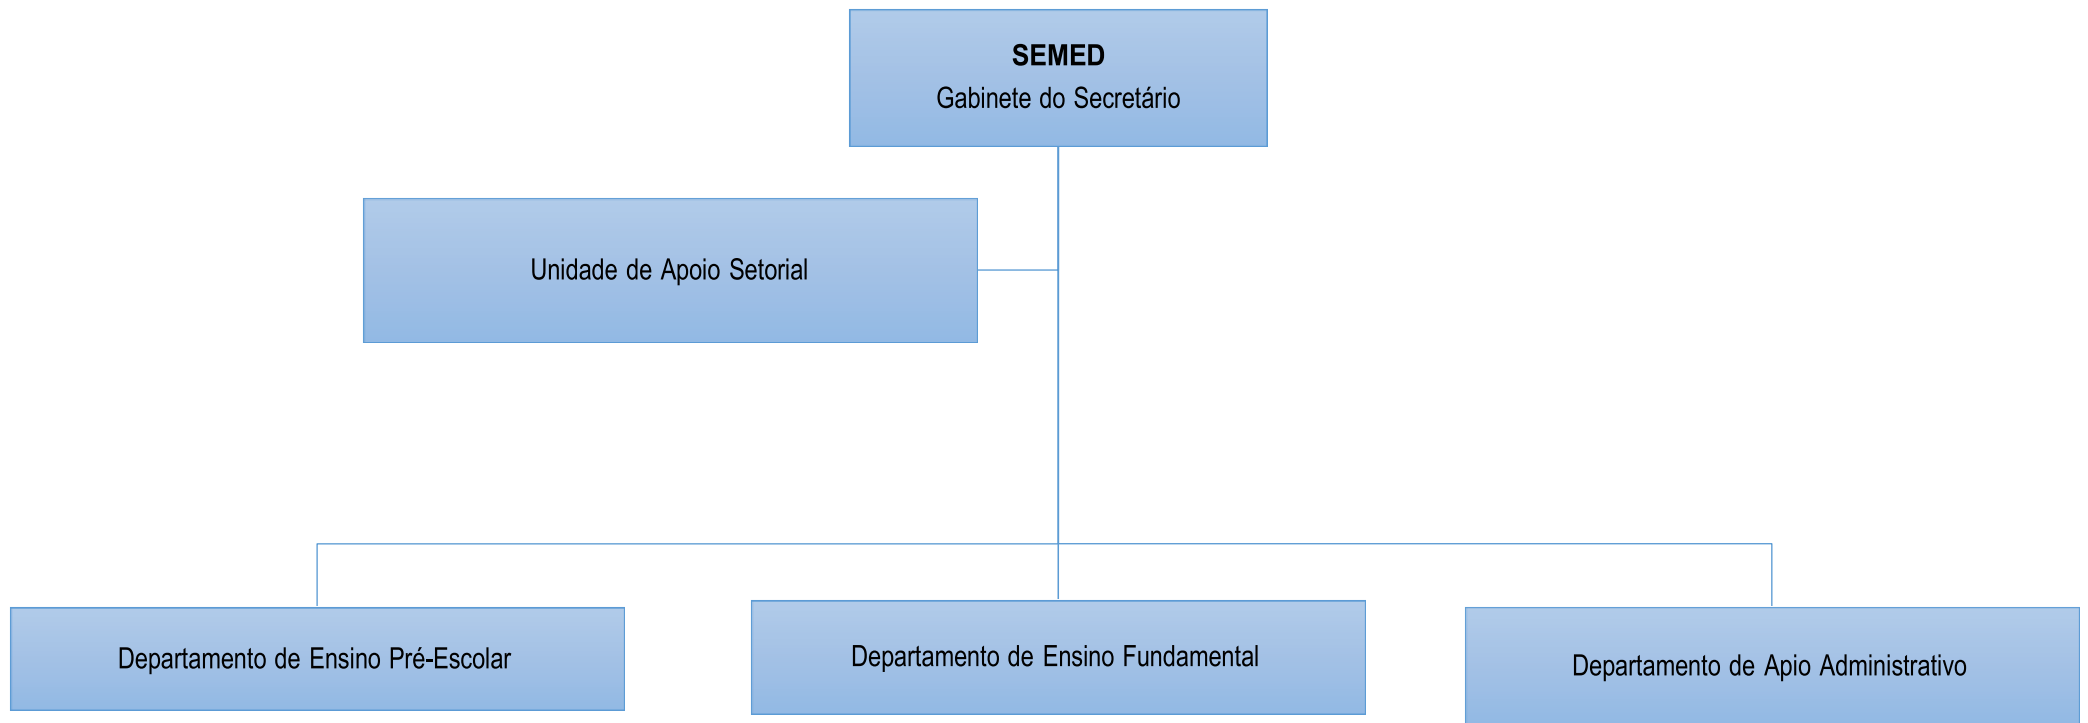 SEMED
Gabinete do Secretário
Unidade de Apoio Setorial
Departamento de Ensino Pré-Escolar
Departamento de Ensino Fundamental
Departamento de Apio Administrativo